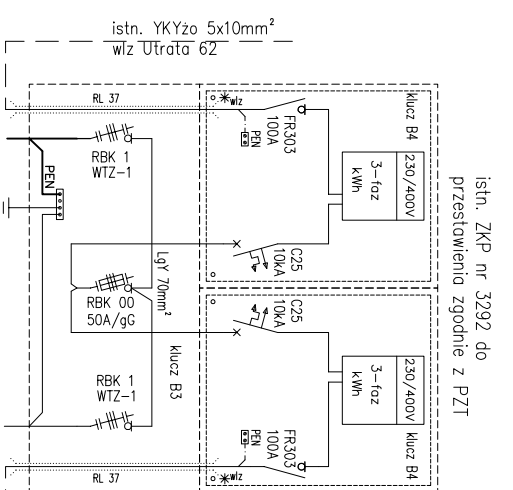 istn. YKYżo 5x10mm²
wlz Utrata 62
RL 37
wlz
klucz B4
FR303
100A
PEN
230/400V
3-faz
kWh
RBK 1
WTZ-1
PEN
C25
10kA
LgY 70mm²
RBK 00
50A/gG
klucz B3
C25
10kA
230/400V
3-faz
kWh
klucz B4
RBK 1
WTZ-1
PEN
FR303
100A
wlz
RL 37
istn. ZKP nr 3292 do
przestawienia zgodnie z PZT